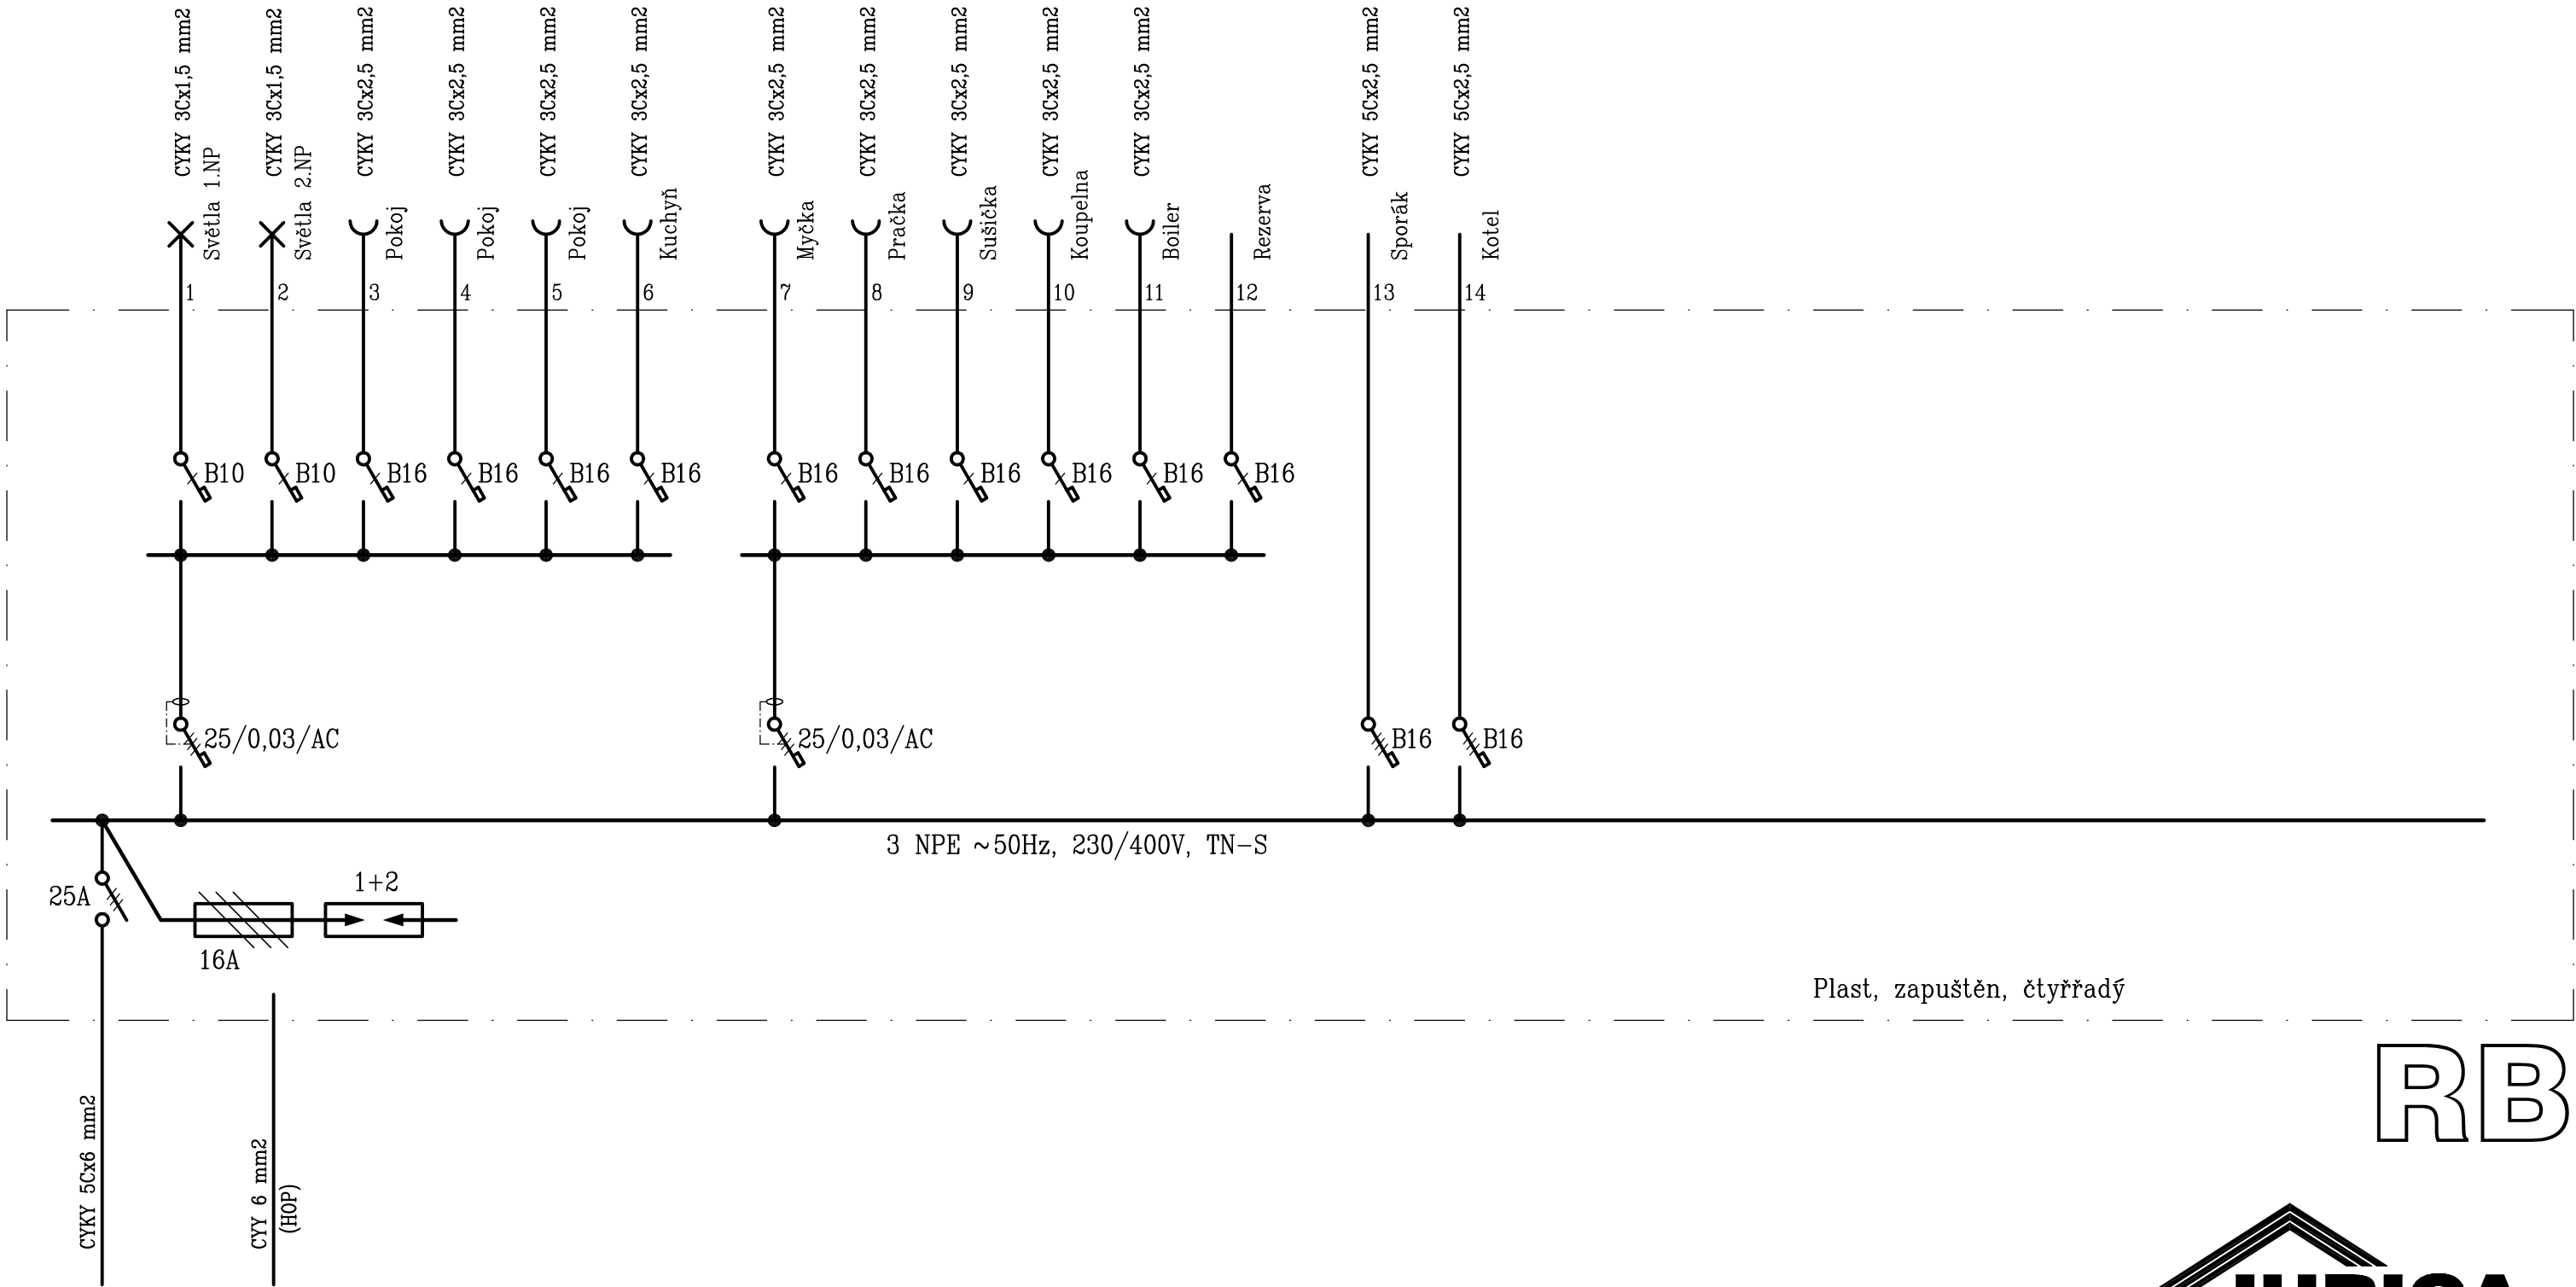 CYKY 3Cx1,5 mm2
Světla 1.NP
CYKY 3Cx1,5 mm2
Světla 2.NP
CYKY 3Cx2,5 mm2
Pokoj
CYKY 3Cx2,5 mm2
Pokoj
CYKY 3Cx2,5 mm2
Pokoj
CYKY 3Cx2,5 mm2
Kuchyň
CYKY 3Cx2,5 mm2
Myčka
CYKY 3Cx2,5 mm2
Pračka
CYKY 3Cx2,5 mm2
Sušička
CYKY 3Cx2,5 mm2
Koupelna
CYKY 3Cx2,5 mm2
Boiler
Rezerva
CYKY 5Cx2,5 mm2
Sporák
CYKY 5Cx2,5 mm2
Kotel
1 2 3 4 5 6 7 8 9 10 11 12 13 14
B10 B10 B16 B16 B16 B16 B16 B16 B16 B16 B16 B16
25/0,03/AC 25/0,03/AC B16 B16
3 NPE ~50Hz, 230/400V, TN-S
25A
1+2
16A
Plast, zapuštěn, čtyřřadý
RB
CYKY 5Cx6 mm2
CYY 6 mm2
(HOP)